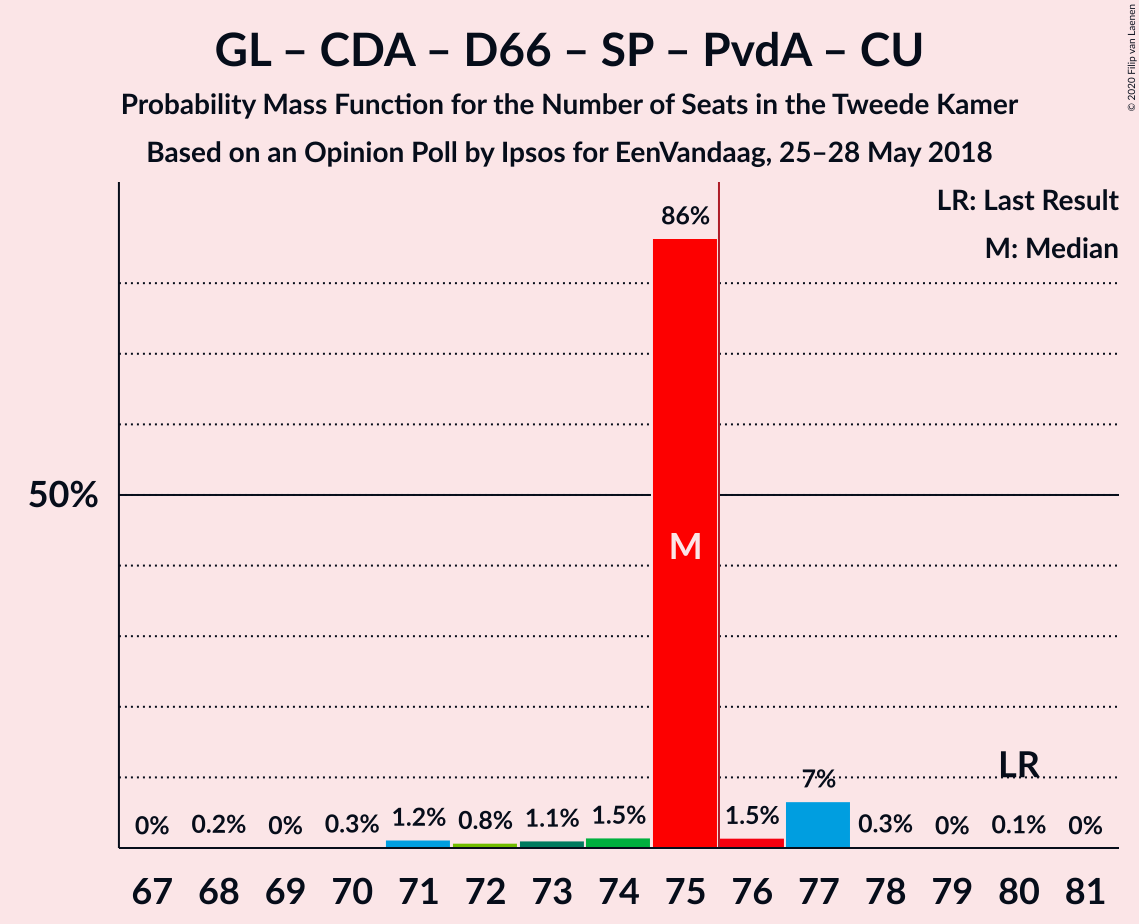 GL – CDA – D66 – SP – PvdA – CU
Probability Mass Function for the Number of Seats in the Tweede Kamer
Based on an Opinion Poll by Ipsos for EenVandaag, 25–28 May 2018
© 2020 Filip van Laenen
LR: Last Result
M: Median
86%
50%
M
LR
7%
0% 0.2% 0% 0.3% 1.2% 0.8% 1.1% 1.5% 1.5% 0.3% 0% 0.1% 0%
67 68 69 70 71 72 73 74 75 76 77 78 79 80 81